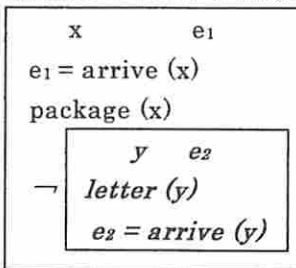 x e₁
e₁ = arrive (x)
package (x)
y e₂
¬ letter (y)
e₂ = arrive (y)